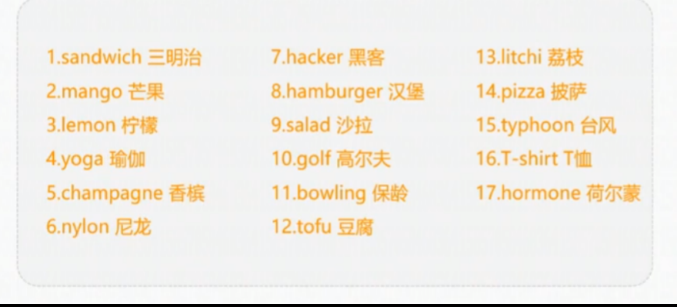 1.sandwich 三明治
2.mango 芒果
3.lemon 柠檬
4.yoga 瑜伽
5.champagne 香槟
6.nylon 尼龙
7.hacker 黑客
8.hamburger 汉堡
9.salad 沙拉
10.golf 高尔夫
11.bowling 保龄
12.tofu 豆腐
13.litchi 荔枝
14.pizza 披萨
15.typhoon 台风
16.T-shirt T恤
17.hormone 荷尔蒙